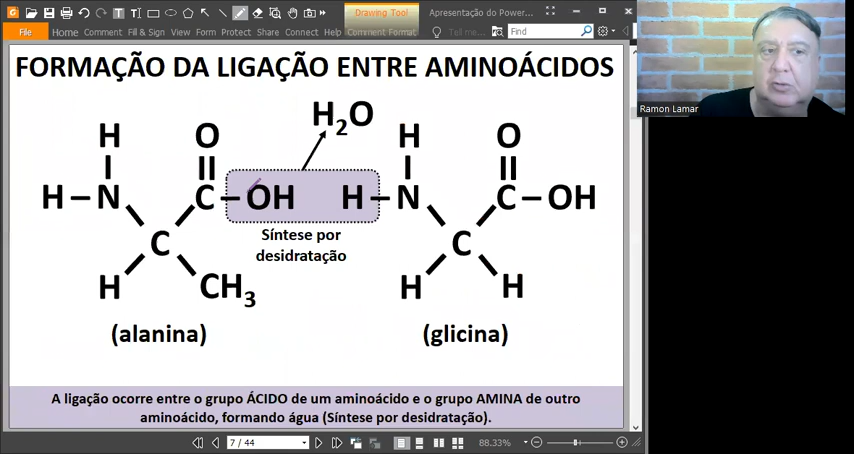 Drawing Tool
Apresentação do Power...
File Home Comment Fill & Sign View Form Protect Share Connect Help Comment Format Tell me... Find
FORMAÇÃO DA LIGAÇÃO ENTRE AMINOÁCIDOS
H₂O
H O H O
H N C OH H N C OH
Síntese por
desidratação
C C
H CH₃ H H
(alanina) (glicina)
A ligação ocorre entre o grupo ÁCIDO de um aminoácido e o grupo AMINA de outro
aminoácido, formando água (Síntese por desidratação).
7 / 44 88.33%
Ramon Lamar